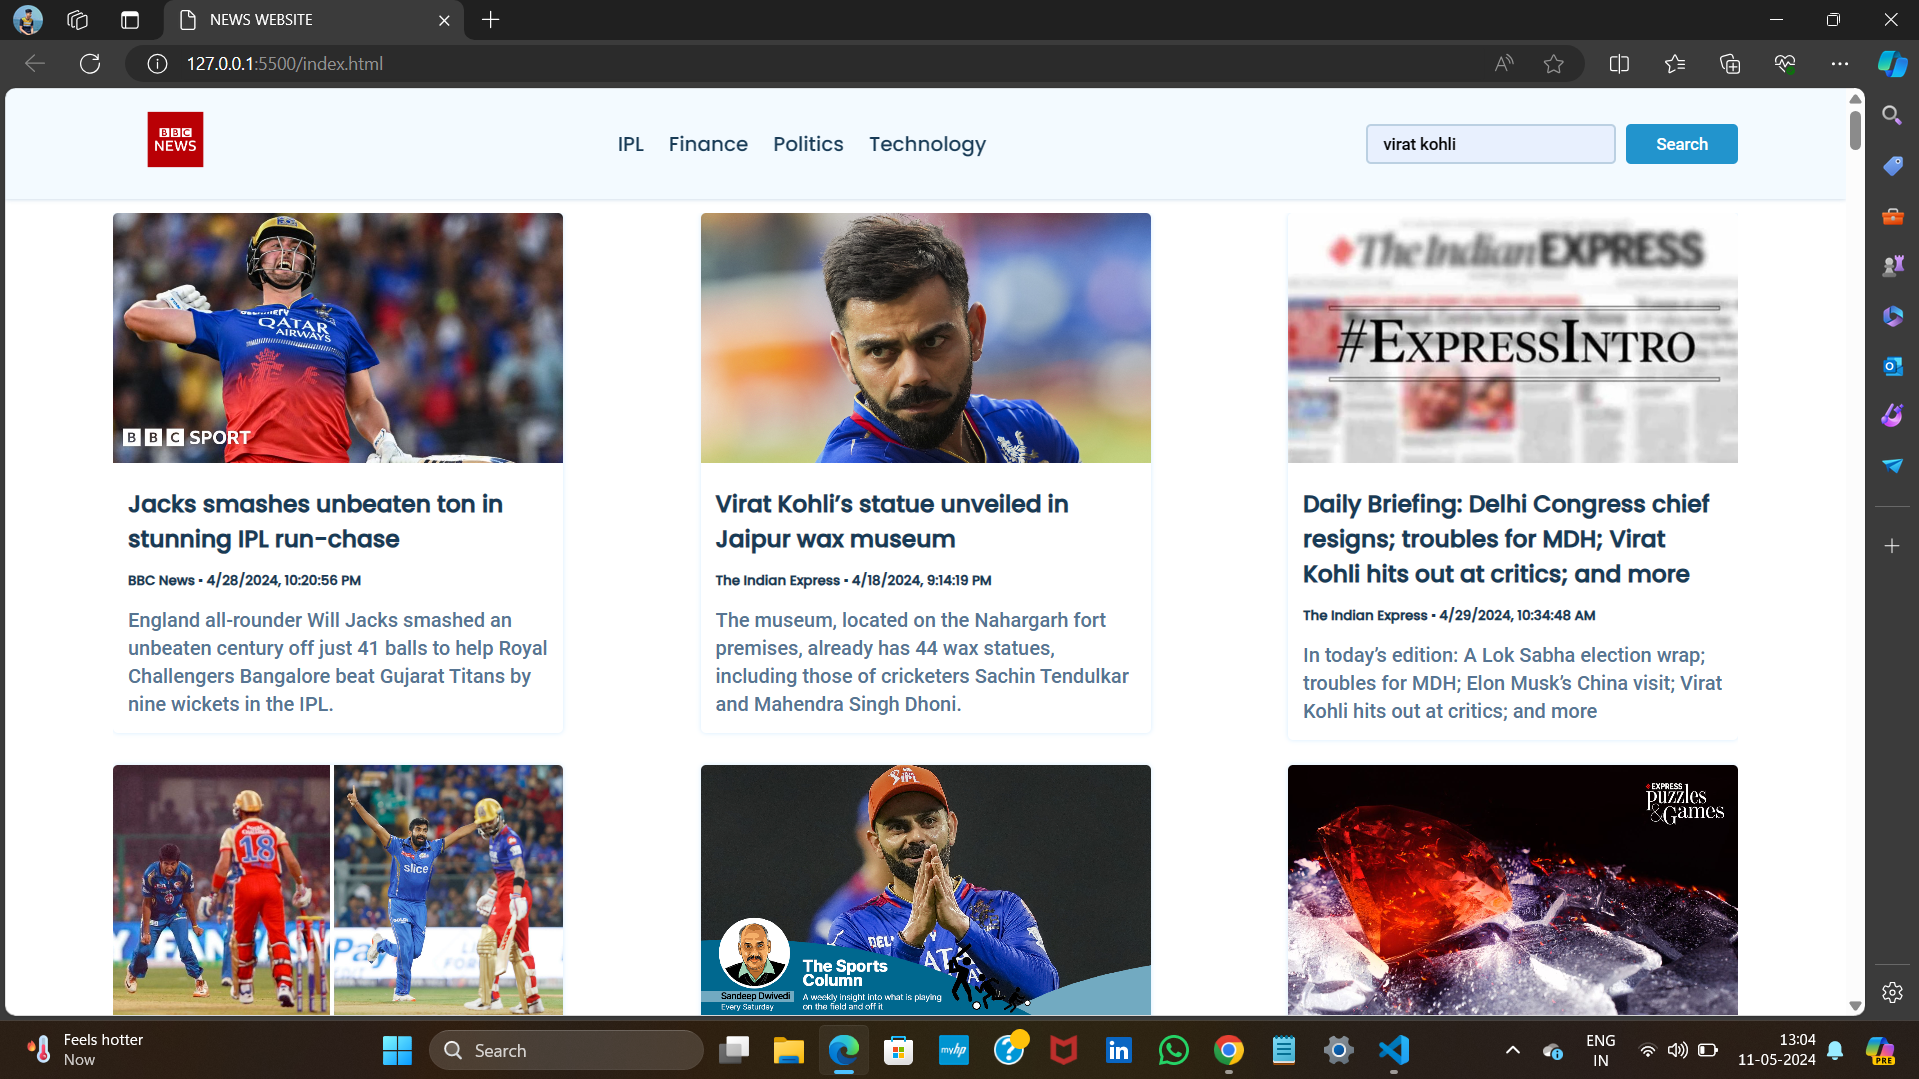 NEWS WEBSITE
127.0.0.1:5500/index.html
BBC
NEWS
IPL Finance Politics Technology
virat kohli
Search
QATAR
AIRWAYS
BBC SPORT
Jacks smashes unbeaten ton in
stunning IPL run-chase
BBC News • 4/28/2024, 10:20:56 PM
England all-rounder Will Jacks smashed an
unbeaten century off just 41 balls to help Royal
Challengers Bangalore beat Gujarat Titans by
nine wickets in the IPL.
Virat Kohli’s statue unveiled in
Jaipur wax museum
The Indian Express • 4/18/2024, 9:14:19 PM
The museum, located on the Nahargarh fort
premises, already has 44 wax statues,
including those of cricketers Sachin Tendulkar
and Mahendra Singh Dhoni.
The Indian EXPRESS
#EXPRESSINTRO
Daily Briefing: Delhi Congress chief
resigns; troubles for MDH; Virat
Kohli hits out at critics; and more
The Indian Express • 4/29/2024, 10:34:48 AM
In today’s edition: A Lok Sabha election wrap;
troubles for MDH; Elon Musk’s China visit; Virat
Kohli hits out at critics; and more
18
slice
Pay
The Sports
Column
A weekly insight into what is playing
on the field and off it
Sandeep Dwivedi
Every Saturday
EXPRESS
puzzles
&Games
Feels hotter
Now
Search
myhp
ENG
IN
13:04
11-05-2024
PRE